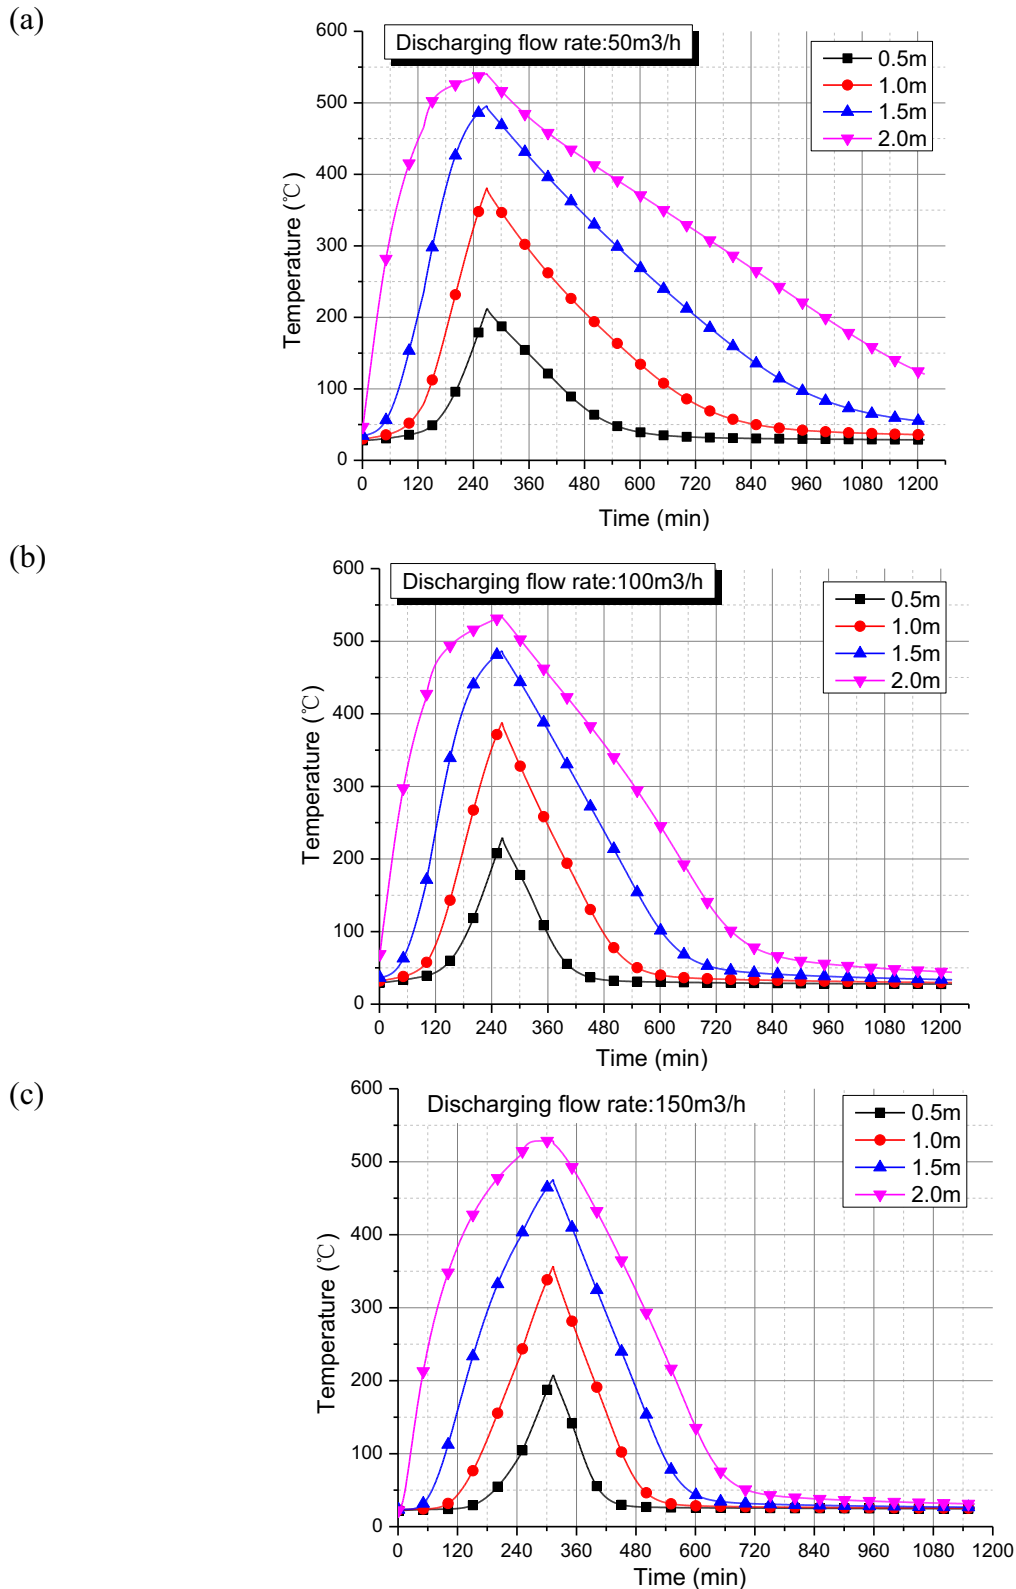 (a)
Discharging flow rate:50m3/h
0.5m
1.0m
1.5m
2.0m
600
500
400
300
200
100
0
Temperature (℃)
0 120 240 360 480 600 720 840 960 1080 1200
Time (min)
(b)
Discharging flow rate:100m3/h
0.5m
1.0m
1.5m
2.0m
600
500
400
300
200
100
0
Temperature (℃)
0 120 240 360 480 600 720 840 960 1080 1200
Time (min)
(c)
Discharging flow rate:150m3/h
0.5m
1.0m
1.5m
2.0m
600
500
400
300
200
100
0
Temperature (℃)
0 120 240 360 480 600 720 840 960 1080 1200
Time (min)